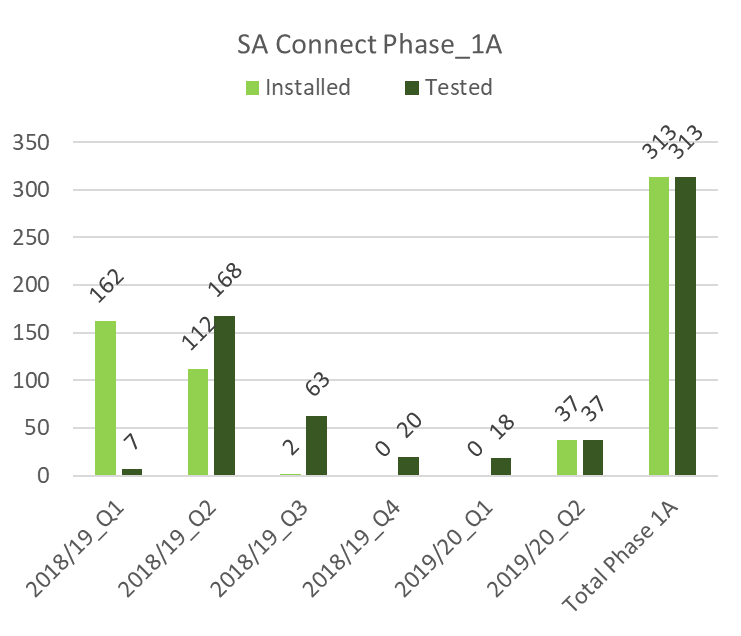 SA Connect Phase_1A
Installed Tested
350
300
250
200
150
100
50
0
162
7
112
168
2
63
0
20
0
18
37
37
313
313
2018/19_Q1
2018/19_Q2
2018/19_Q3
2018/19_Q4
2019/20_Q1
2019/20_Q2
Total Phase 1A